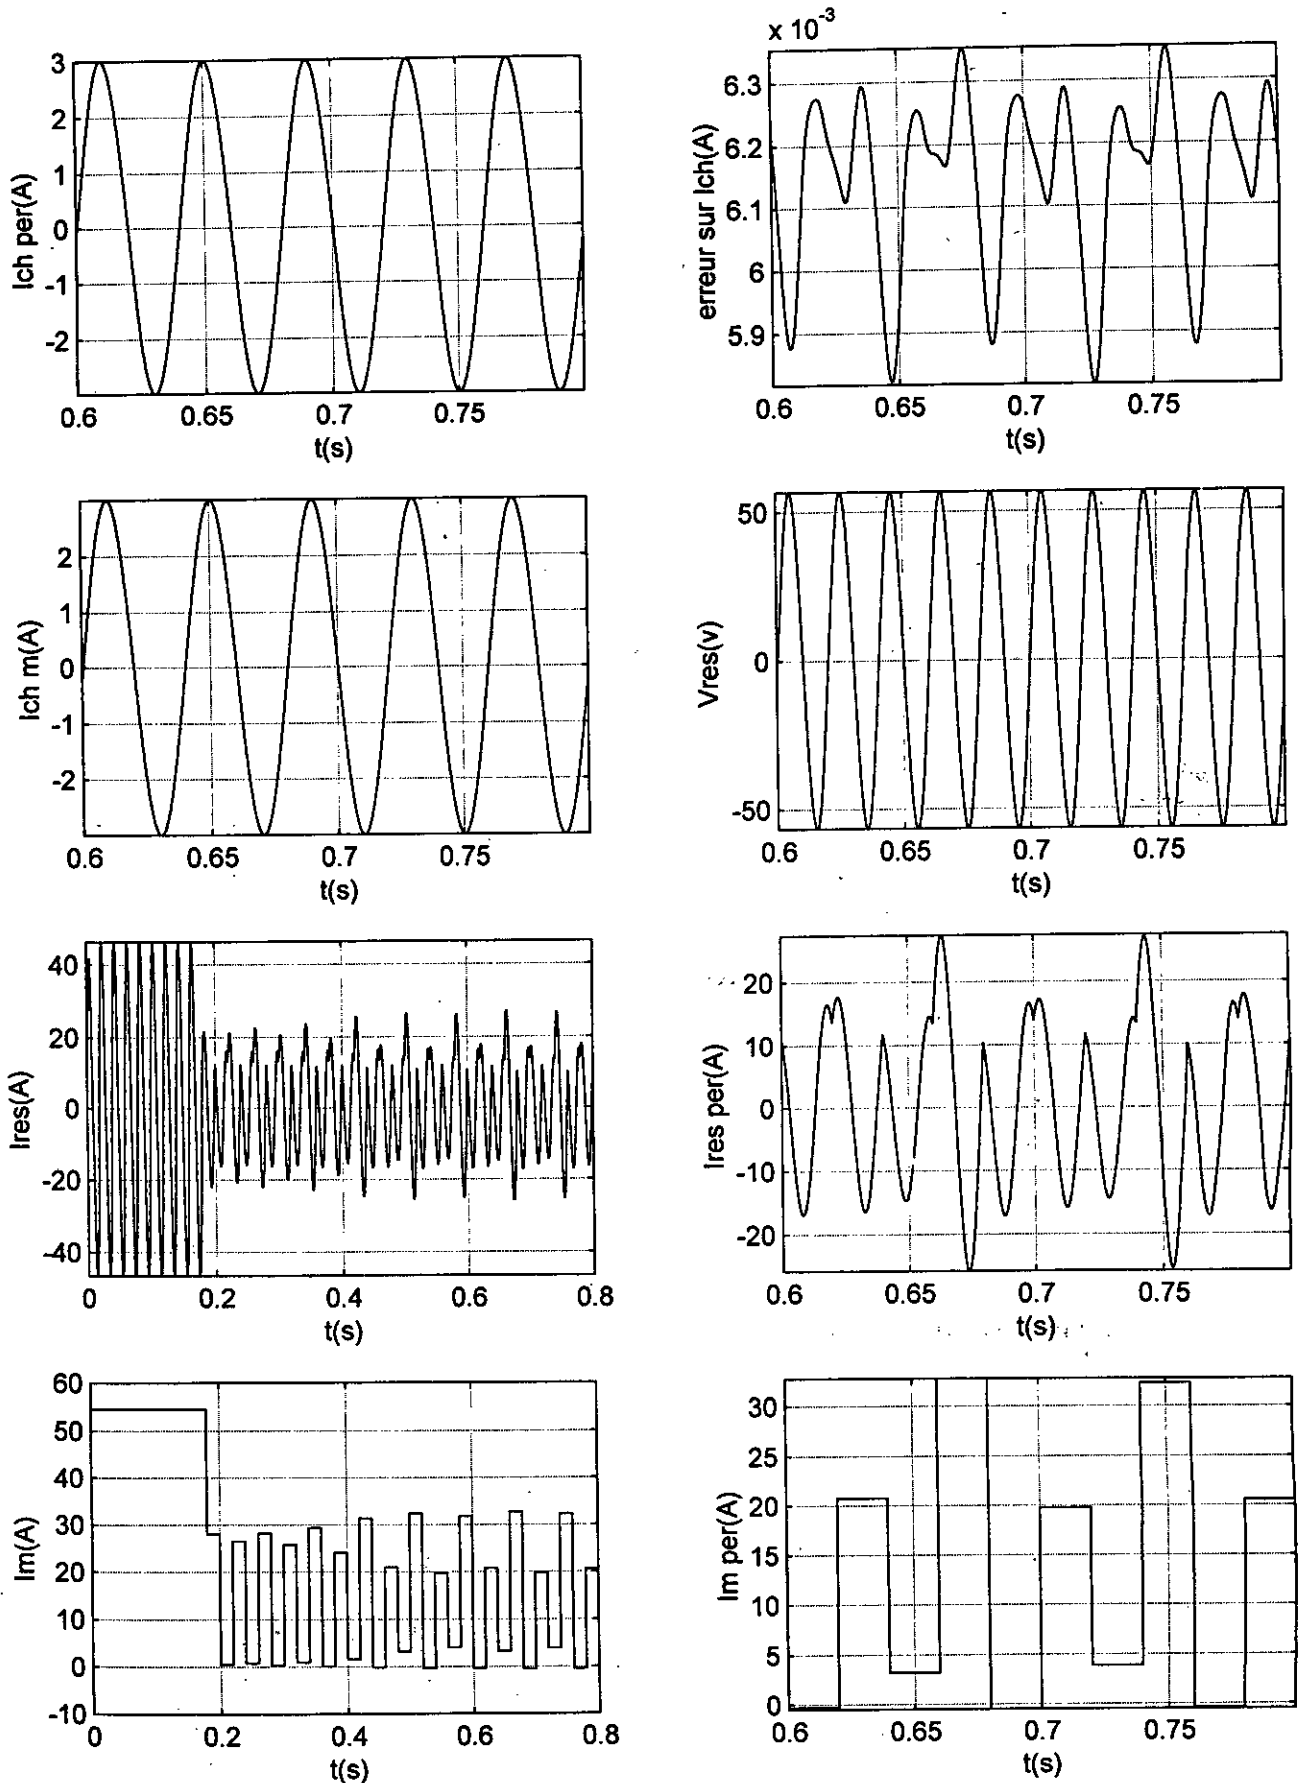 3
2
1
0
-1
-2
Ich per(A)
0.6 0.65 0.7 0.75
t(s)
x 10⁻³
6.3
6.2
6.1
6
5.9
erreur sur Ich(A)
0.6 0.65 0.7 0.75
t(s)
2
1
0
-1
-2
Ich m(A)
0.6 0.65 0.7 0.75
t(s)
50
0
-50
Vres(v)
0.6 0.65 0.7 0.75
t(s)
40
20
0
-20
-40
Ires(A)
0 0.2 0.4 0.6 0.8
t(s)
20
10
0
-10
-20
Ires per(A)
0.6 0.65 0.7 0.75
t(s)
60
50
40
30
20
10
0
-10
Im(A)
0 0.2 0.4 0.6 0.8
t(s)
30
25
20
15
10
5
0
Im per(A)
0.6 0.65 0.7 0.75
t(s)